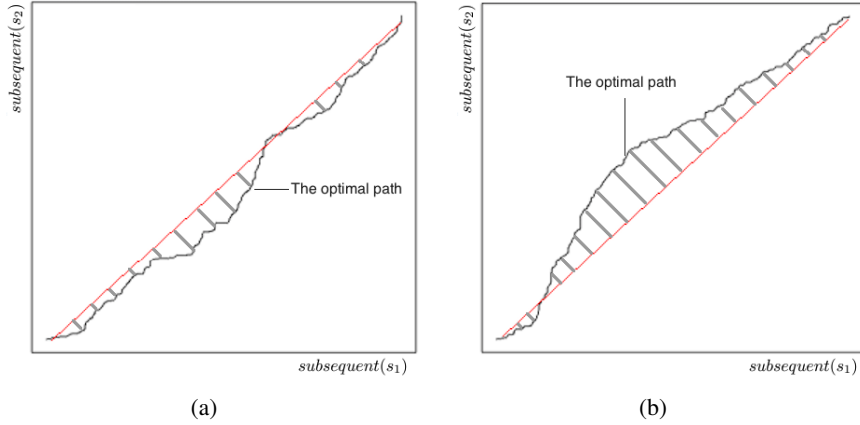 subsequent(s₂)
The optimal path
subsequent(s₁)
(a)
subsequent(s₂)
The optimal path
subsequent(s₁)
(b)